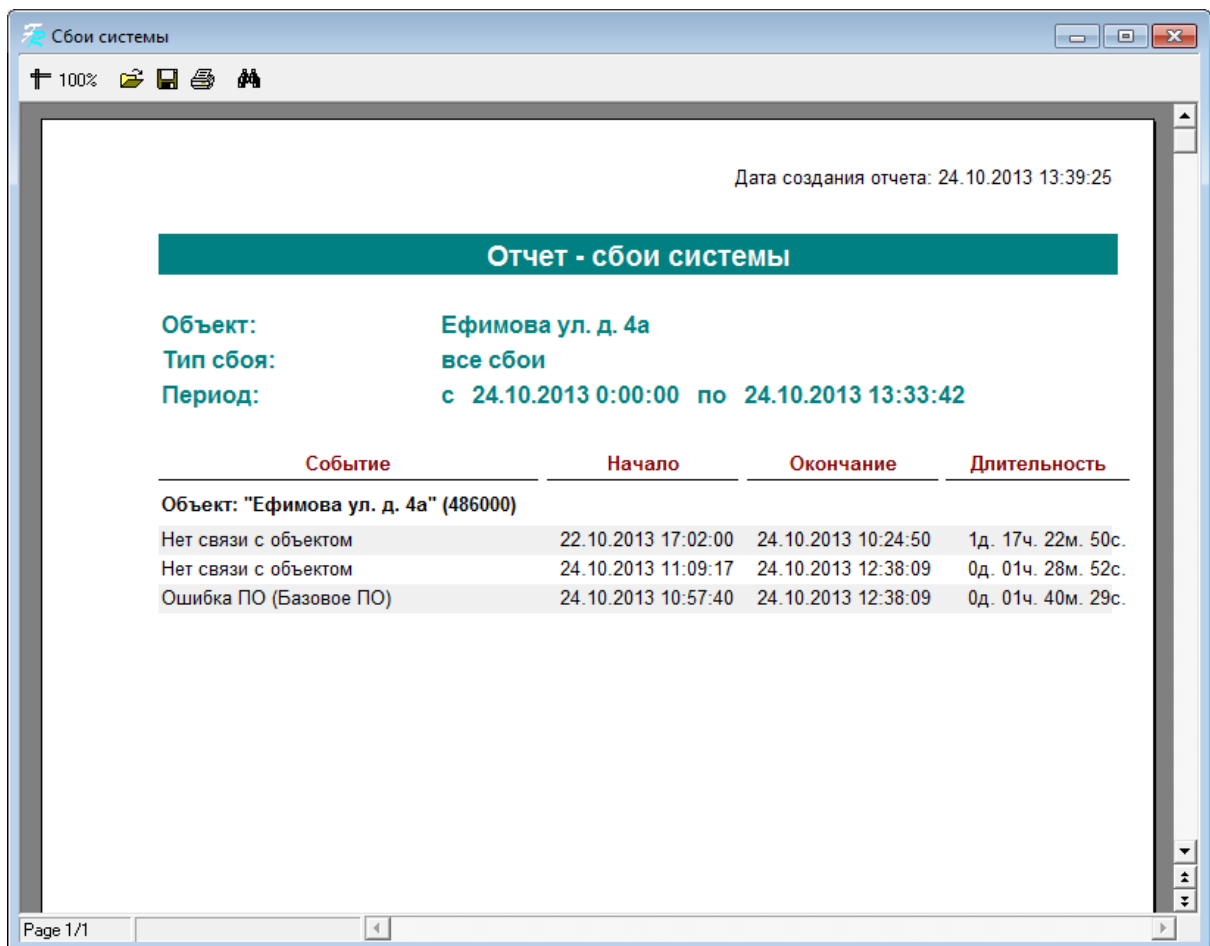 Сбои системы
100%
Дата создания отчета: 24.10.2013 13:39:25
Отчет - сбои системы
Объект: Ефимова ул. д. 4а
Тип сбоя: все сбои
Период: с 24.10.2013 0:00:00 по 24.10.2013 13:33:42
Событие Начало Окончание Длительность
Объект: "Ефимова ул. д. 4а" (486000)
Нет связи с объектом 22.10.2013 17:02:00 24.10.2013 10:24:50 1д. 17ч. 22м. 50с.
Нет связи с объектом 24.10.2013 11:09:17 24.10.2013 12:38:09 0д. 01ч. 28м. 52с.
Ошибка ПО (Базовое ПО) 24.10.2013 10:57:40 24.10.2013 12:38:09 0д. 01ч. 40м. 29с.
Page 1/1